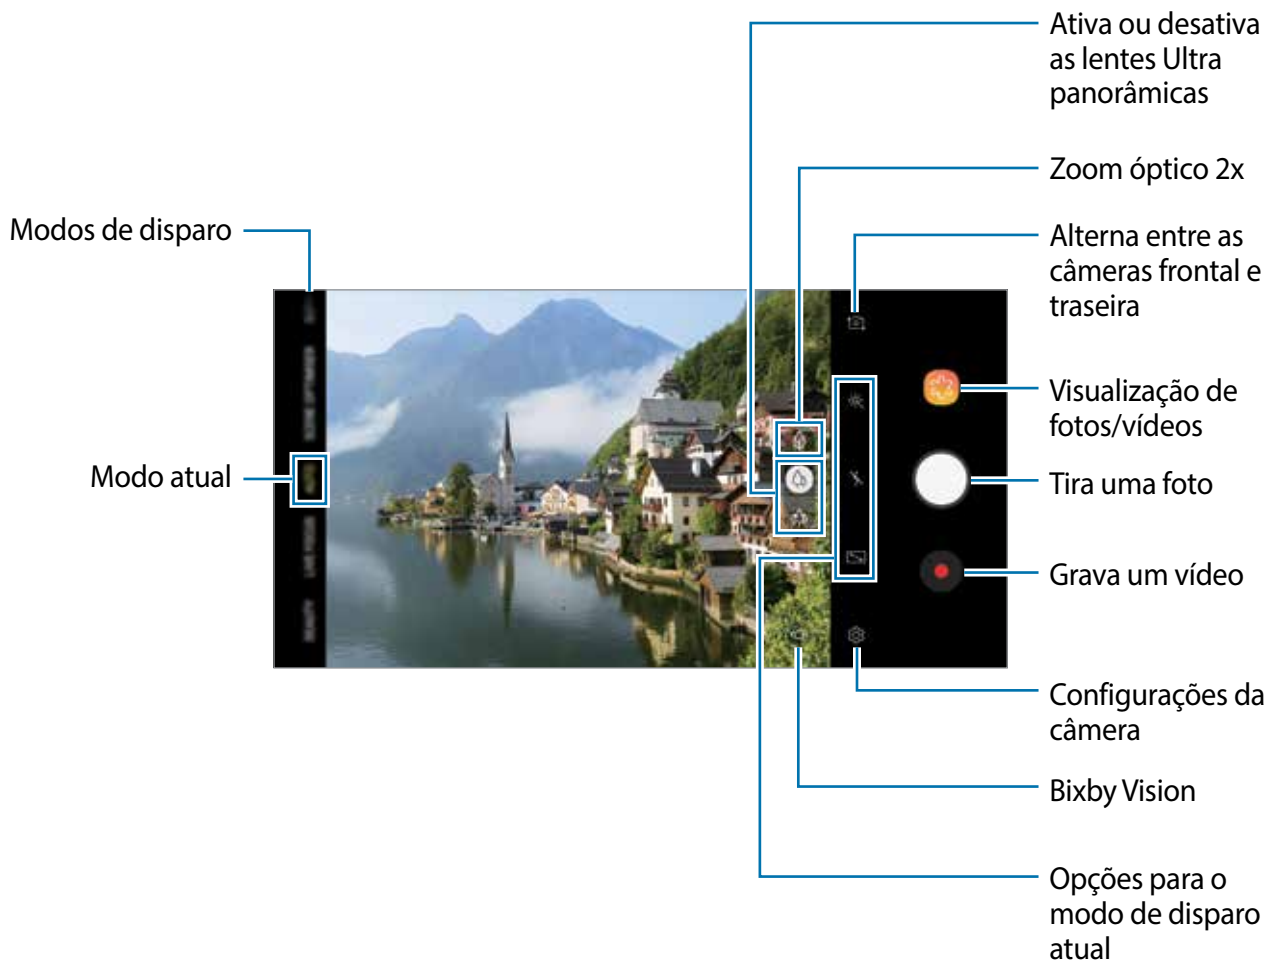 Ativa ou desativa
as lentes Ultra
panorâmicas
Zoom óptico 2x
Modos de disparo
Alterna entre as
câmeras frontal e
traseira
Visualização de
fotos/vídeos
Modo atual
Tira uma foto
Grava um vídeo
Configurações da
câmera
Bixby Vision
Opções para o
modo de disparo
atual